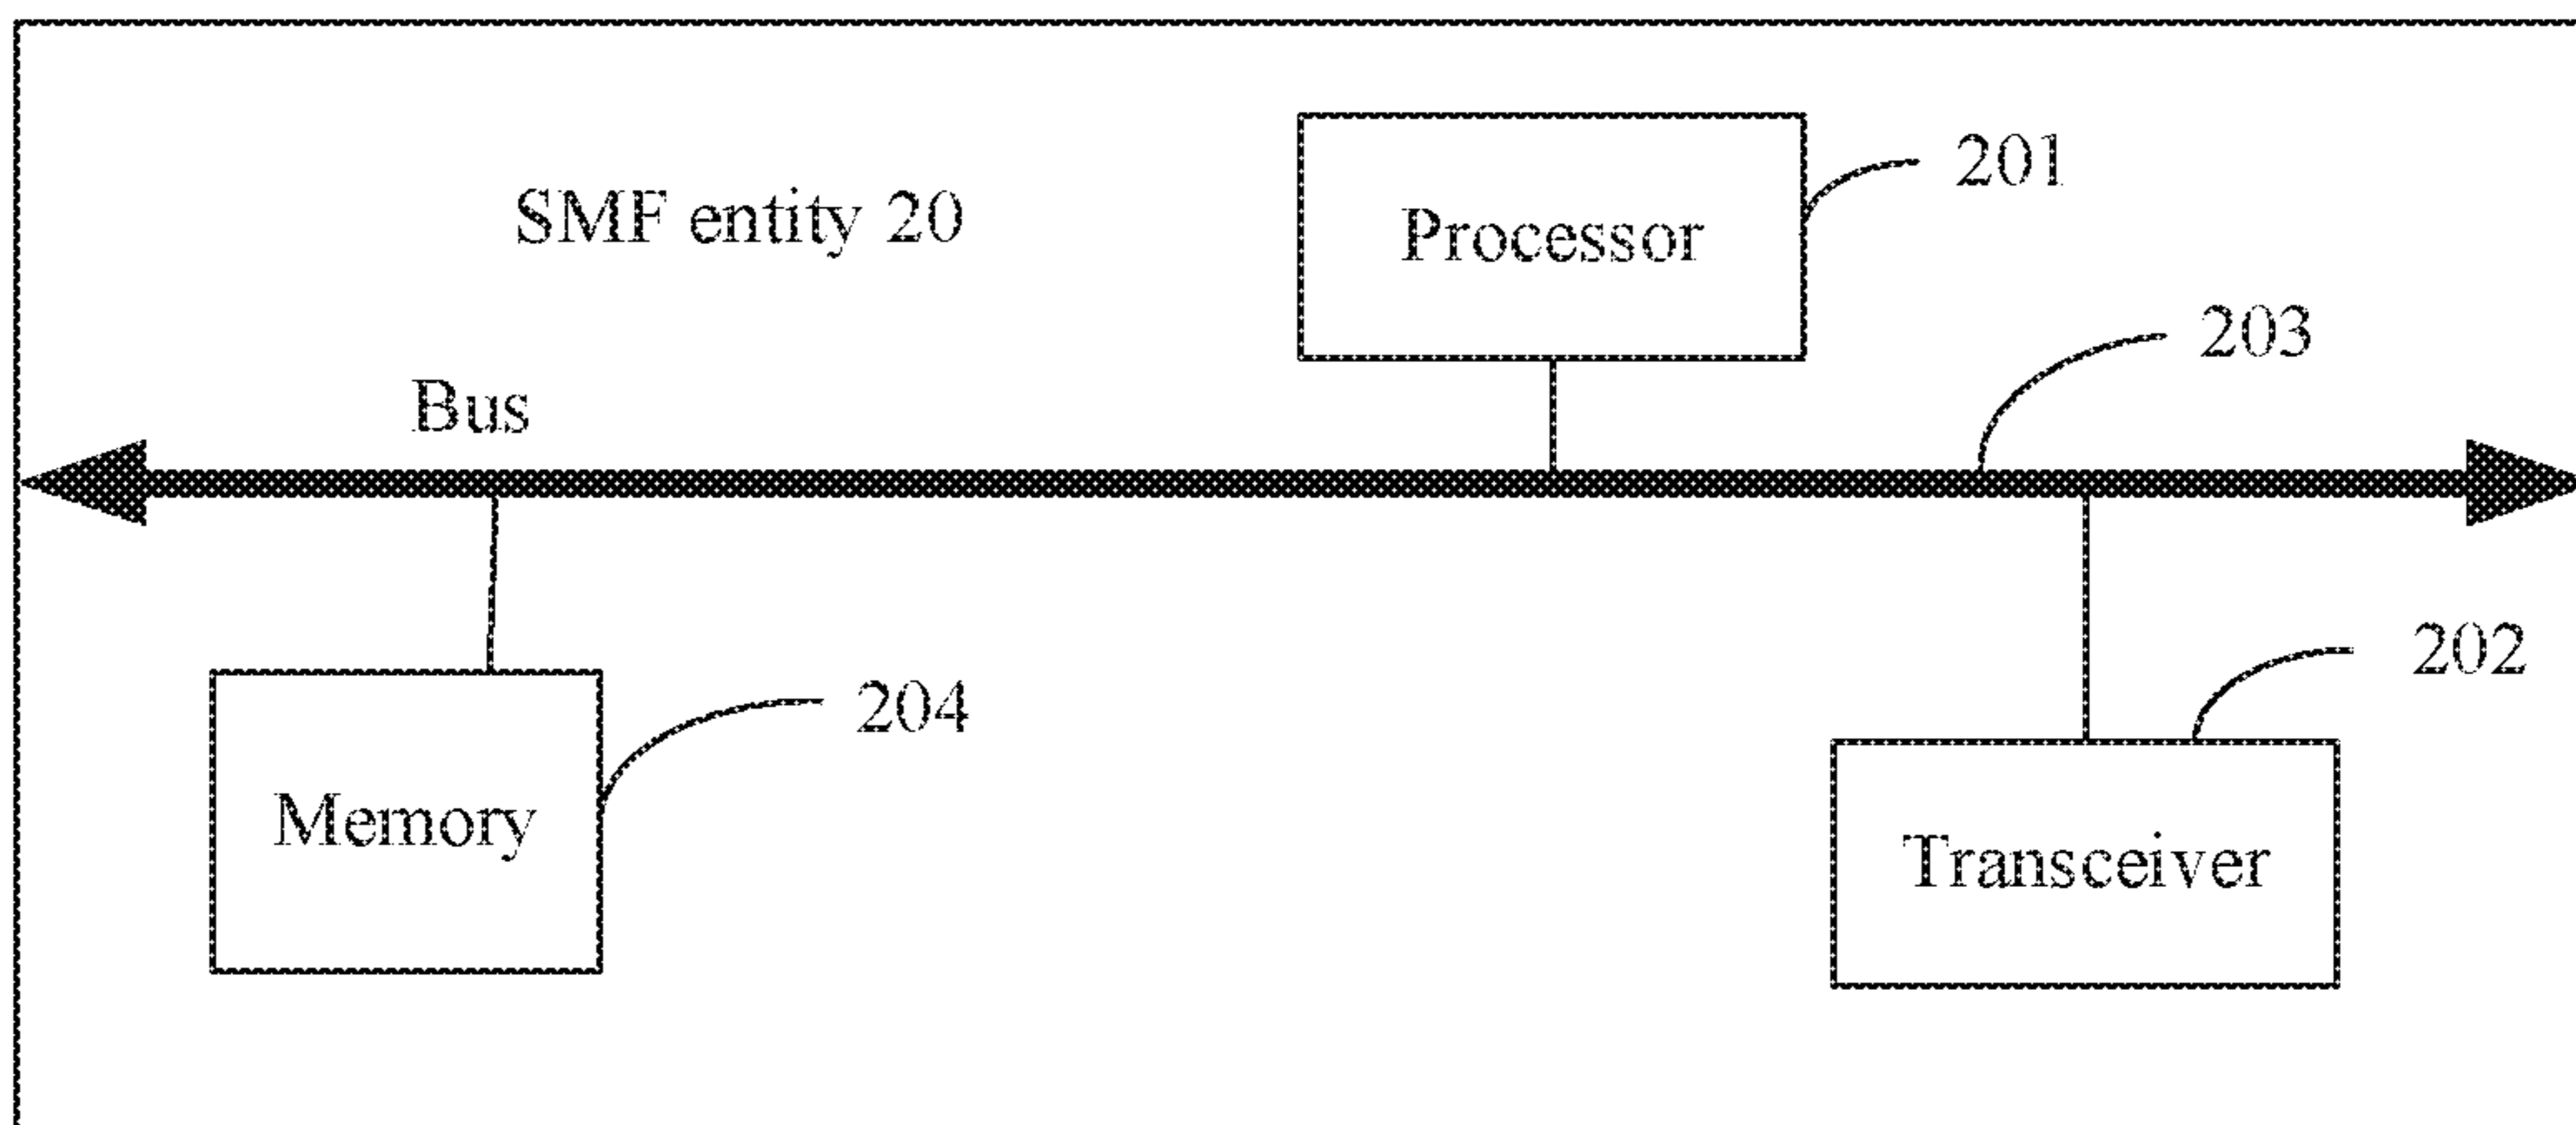 SMF entity 20
Processor
201
203
Bus
204
202
Memory
Transceiver